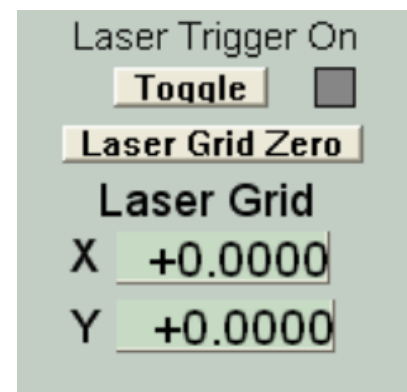 Laser Trigger On
Toggle
Laser Grid Zero
Laser Grid
X +0.0000
Y +0.0000